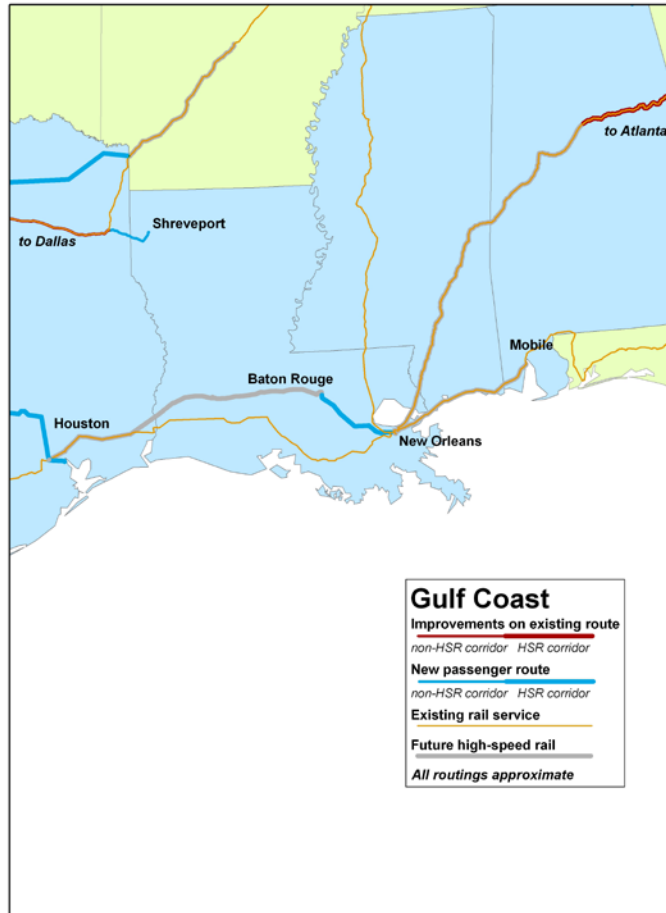 to Atlanta
Shreveport
to Dallas
Mobile
Baton Rouge
Houston
New Orleans
Gulf Coast
Improvements on existing route
non-HSR corridor HSR corridor
New passenger route
non-HSR corridor HSR corridor
Existing rail service
Future high-speed rail
All routings approximate